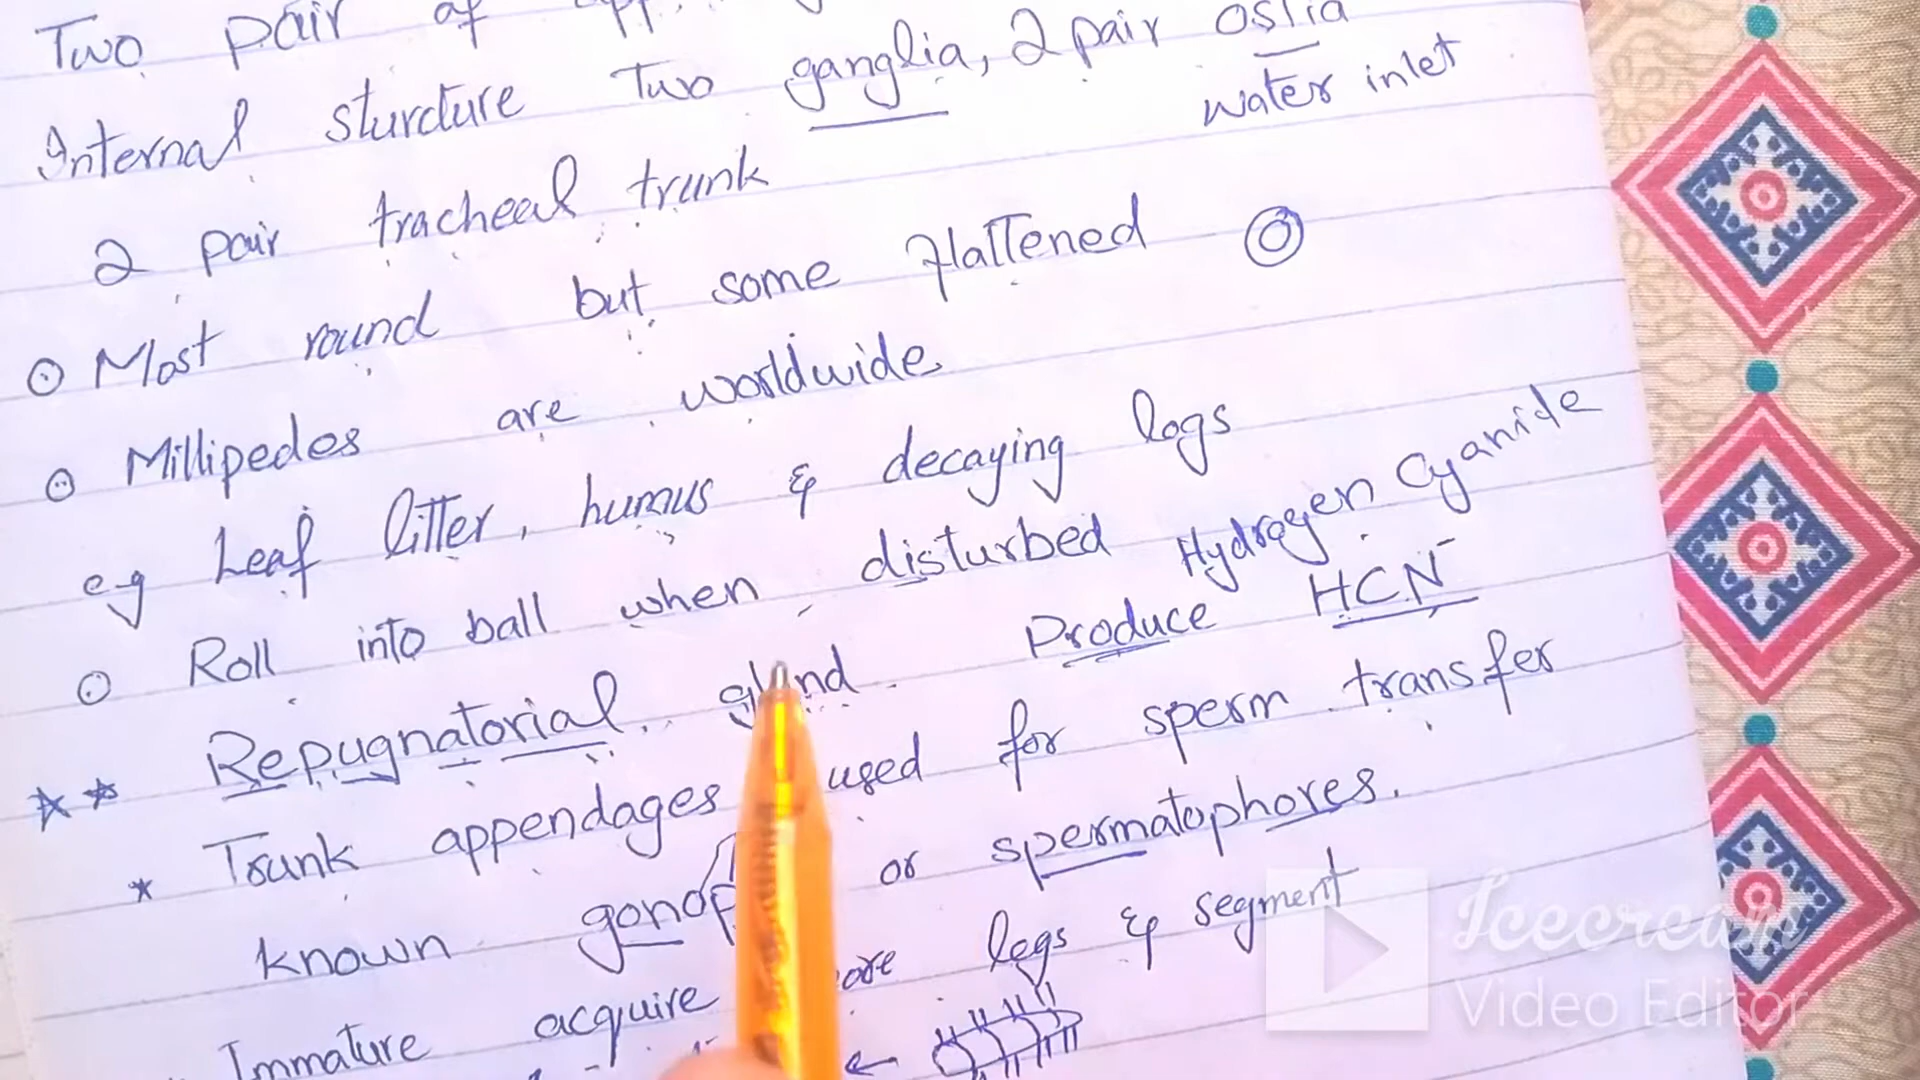 Two pair of
Internal sturcture Two ganglia, 2 pair ostia
water inlet
2 pair tracheal trunk
Most round but some flattened
Millipedes are worldwide
e.g Leaf litter, humus & decaying logs
Roll into ball when disturbed Hydrogen Cyanide
Repugnatorial gland Produce HCN
Trunk appendages used for sperm transfer
known or spermatophores.
Immature acquire legs & segment
Icecream
Video Editor